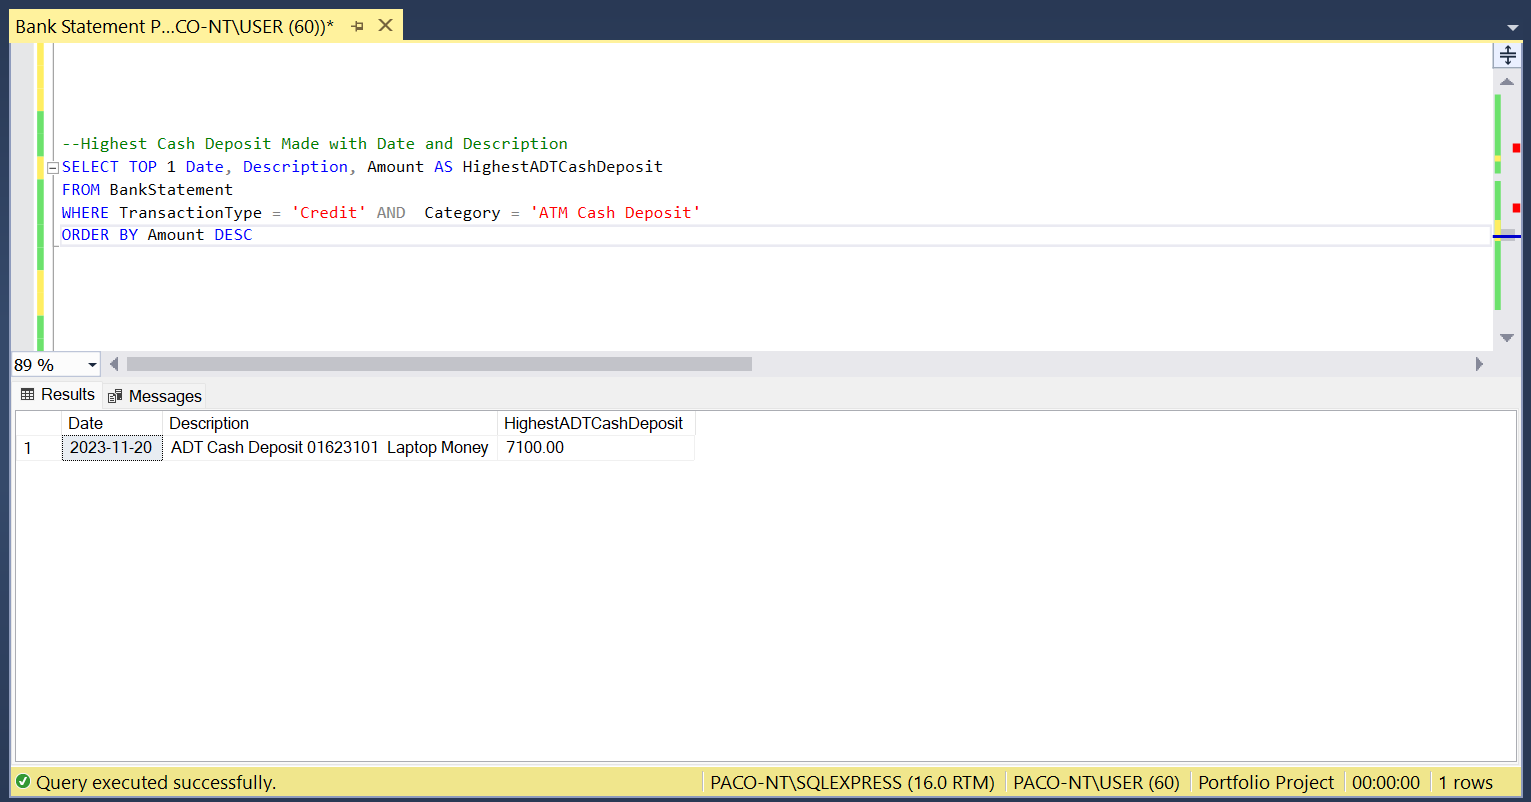 Bank Statement P...CO-NT\USER (60))*
--Highest Cash Deposit Made with Date and Description
SELECT TOP 1 Date, Description, Amount AS HighestADTCashDeposit
FROM BankStatement
WHERE TransactionType = 'Credit' AND  Category = 'ATM Cash Deposit'
ORDER BY Amount DESC
89 %
Results Messages
Date Description HighestADTCashDeposit
1 2023-11-20 ADT Cash Deposit 01623101  Laptop Money 7100.00
Query executed successfully. PACO-NT\SQLEXPRESS (16.0 RTM) PACO-NT\USER (60) Portfolio Project 00:00:00 1 rows